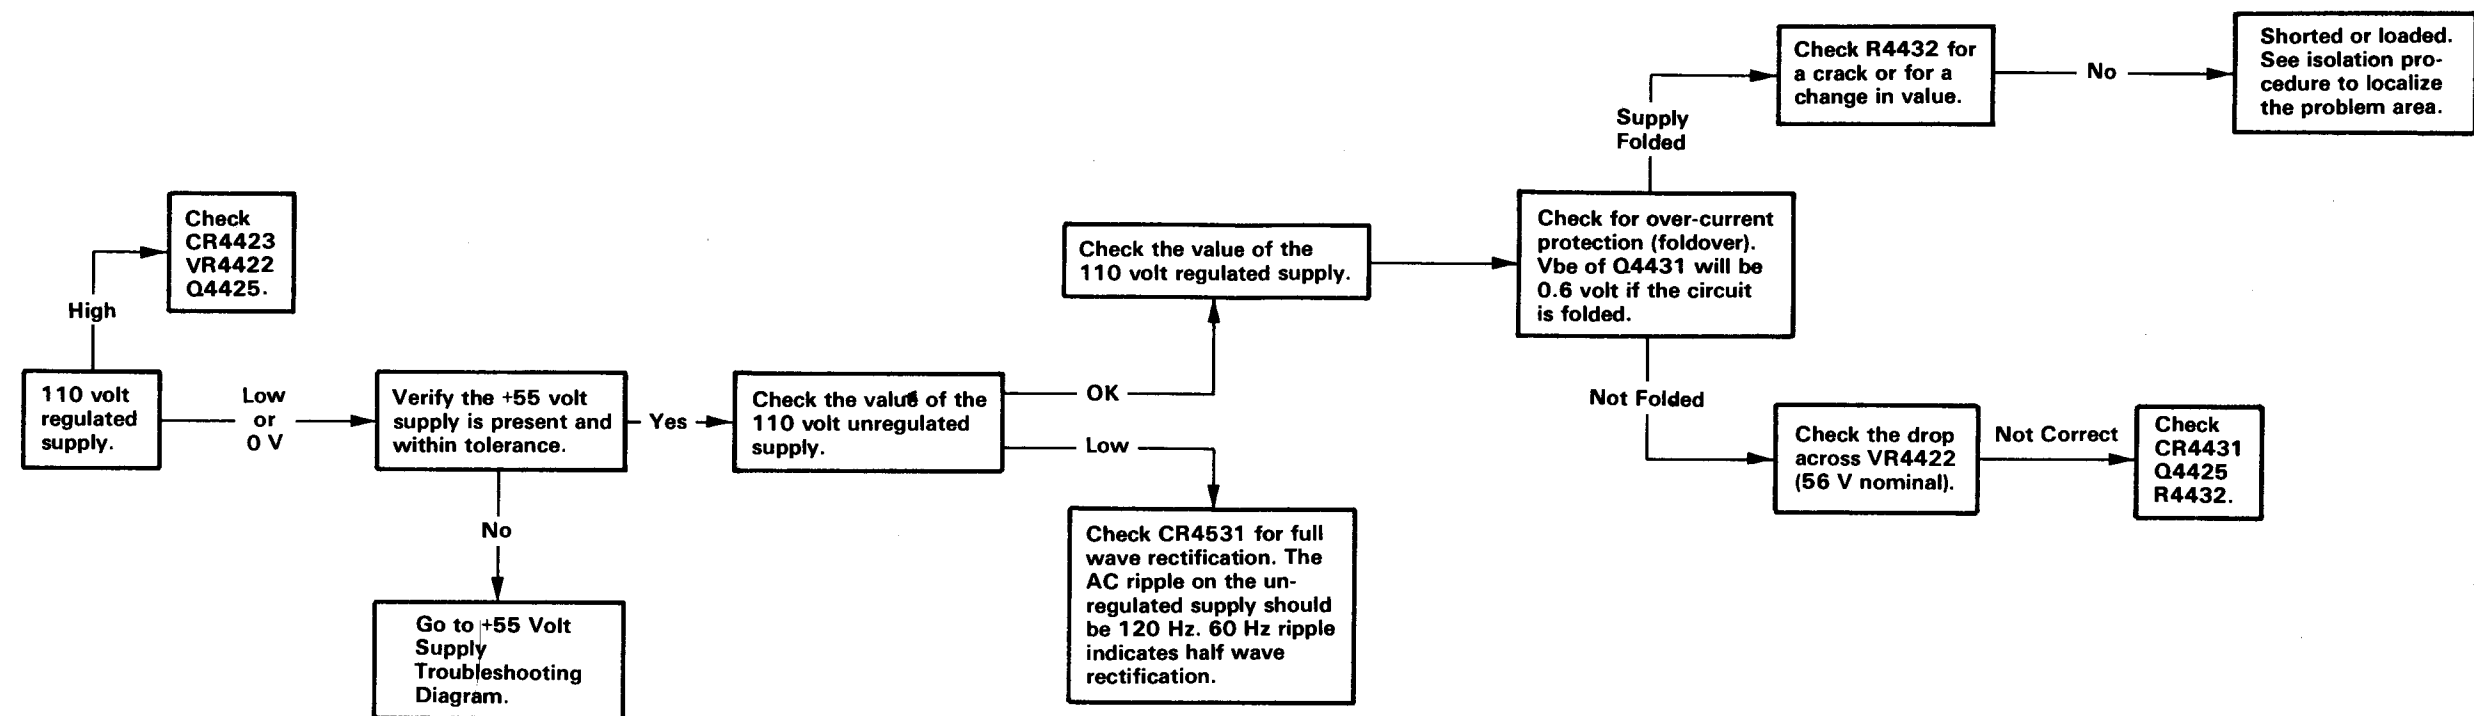 110 volt
regulated
supply.
High
Check
CR4423
VR4422
Q4425.
Low
or
0 V
Verify the +55 volt
supply is present and
within tolerance.
No
Go to +55 Volt
Supply
Troubleshooting
Diagram.
Yes
Check the value of the
110 volt unregulated
supply.
OK
Check the value of the
110 volt regulated supply.
Low
Check CR4531 for full
wave rectification. The
AC ripple on the un-
regulated supply should
be 120 Hz. 60 Hz ripple
indicates half wave
rectification.
Check for over-current
protection (foldover).
Vbe of Q4431 will be
0.6 volt if the circuit
is folded.
Supply
Folded
Check R4432 for
a crack or for a
change in value.
No
Shorted or loaded.
See isolation pro-
cedure to localize
the problem area.
Not Folded
Check the drop
across VR4422
(56 V nominal).
Not Correct
Check
CR4431
Q4425
R4432.